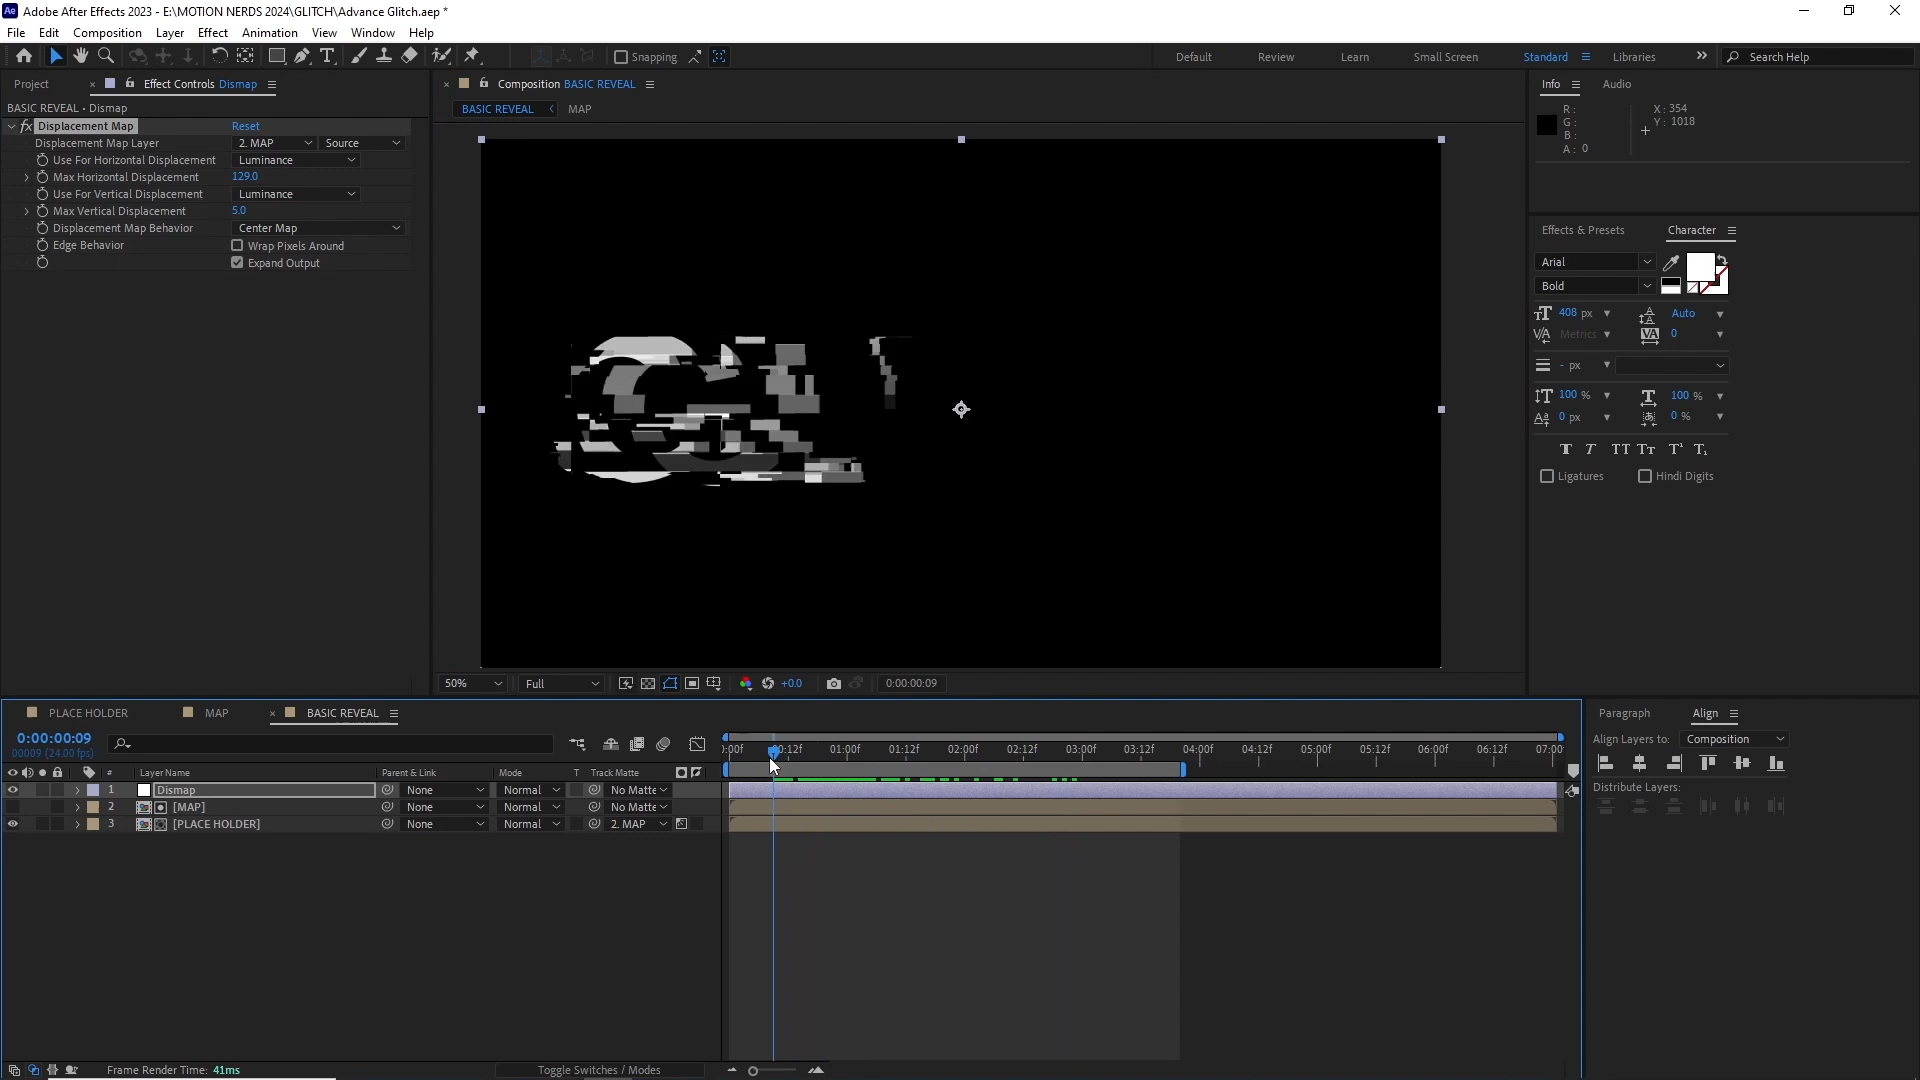 Adobe After Effects 2023 - E:\MOTION NERDS 2024\GLITCH\Advance Glitch.aep *
File Edit Composition Layer Effect Animation View Window Help
Snapping
Default Review Learn Small Screen Standard Libraries Search Help
Project Effect Controls Dismap
BASIC REVEAL • Dismap
fx Displacement Map Reset
Displacement Map Layer 2. MAP Source
Use For Horizontal Displacement Luminance
Max Horizontal Displacement 129.0
Use For Vertical Displacement Luminance
Max Vertical Displacement 5.0
Displacement Map Behavior Center Map
Edge Behavior Wrap Pixels Around
Expand Output
Composition BASIC REVEAL
BASIC REVEAL MAP
50% Full +0.0 0:00:00:09
Info Audio
R :
G :
B :
A : 0
X : 354
Y : 1018
Effects & Presets Character
Arial
Bold
408 px Auto
Metrics 0
- px
100 % 100 %
0 px 0 %
Ligatures Hindi Digits
PLACE HOLDER MAP BASIC REVEAL
0:00:00:09
00009 (24.00 fps)
# Layer Name Parent & Link Mode T Track Matte
1 Dismap None Normal No Matte
2 [MAP] None Normal No Matte
3 [PLACE HOLDER] None Normal 2. MAP
):00f 00:12f 01:00f 01:12f 02:00f 02:12f 03:00f 03:12f 04:00f 04:12f 05:00f 05:12f 06:00f 06:12f 07:00
Frame Render Time: 41ms
Toggle Switches / Modes
Paragraph Align
Align Layers to: Composition
Distribute Layers: